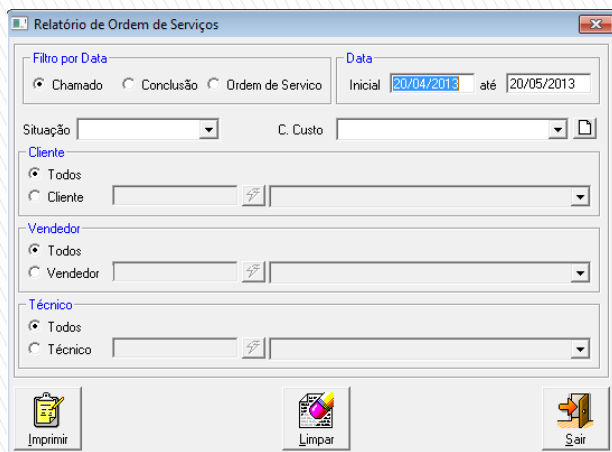 Relatório de Ordem de Serviços
Filtro por Data
Chamado Conclusão Ordem de Servico
Data
Inicial 20/04/2013 até 20/05/2013
Situação C. Custo
Cliente
Todos
Cliente
Vendedor
Todos
Vendedor
Técnico
Todos
Técnico
Imprimir Limpar Sair